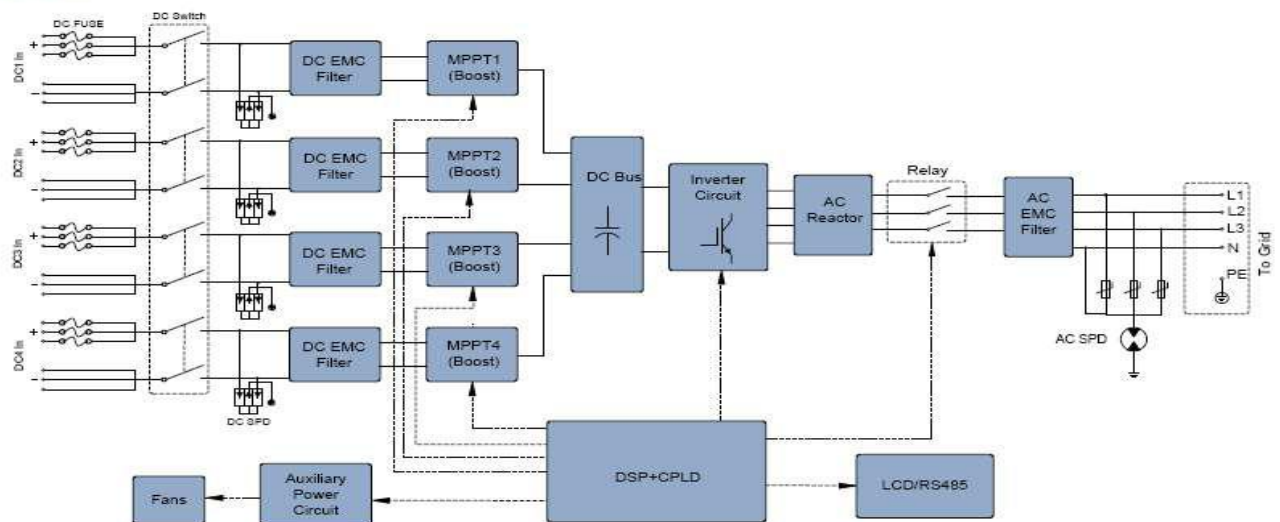 DC FUSE
DC Switch
DC1 In
+
−
DC EMC
Filter
MPPT1
(Boost)
DC2 In
+
−
DC EMC
Filter
MPPT2
(Boost)
DC3 In
+
−
DC EMC
Filter
MPPT3
(Boost)
DC4 In
+
−
DC EMC
Filter
MPPT4
(Boost)
DC SPD
DC Bus
Inverter
Circuit
AC
Reactor
Relay
AC
EMC
Filter
L1
L2
L3
N
PE
To Grid
AC SPD
DSP+CPLD
LCD/RS485
Auxiliary
Power
Circuit
Fans